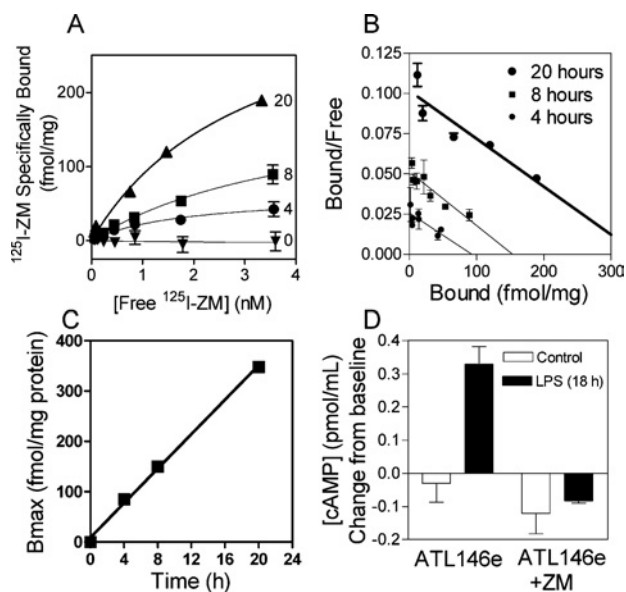 A
¹²⁵I-ZM Specifically Bound
(fmol/mg)
200
100
0
20
8
4
0
0 1 2 3 4
[Free ¹²⁵I-ZM] (nM)
B
Bound/Free
0.125
0.100
0.075
0.050
0.025
0.000
20 hours
8 hours
4 hours
0 100 200 300
Bound (fmol/mg)
C
Bmax (fmol/mg protein)
400
300
200
100
0
0 4 8 12 16 20 24
Time (h)
D
[cAMP] (pmol/mL)
Change from baseline
0.4
0.3
0.2
0.1
0.0
-0.1
-0.2
Control
LPS (18 h)
ATL146e
ATL146e
+ZM